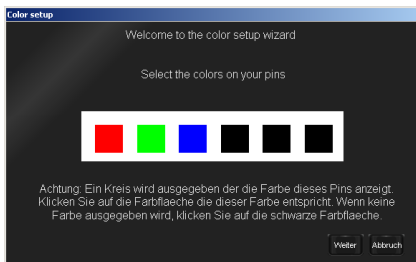 Color setup
Welcome to the color setup wizard
Select the colors on your pins
Achtung: Ein Kreis wird ausgegeben der die Farbe dieses Pins anzeigt.
Klicken Sie auf die Farbflaeche die dieser Farbe entspricht. Wenn keine
Farbe ausgegeben wird, klicken Sie auf die schwarze Farbflaeche.
Weiter Abbruch